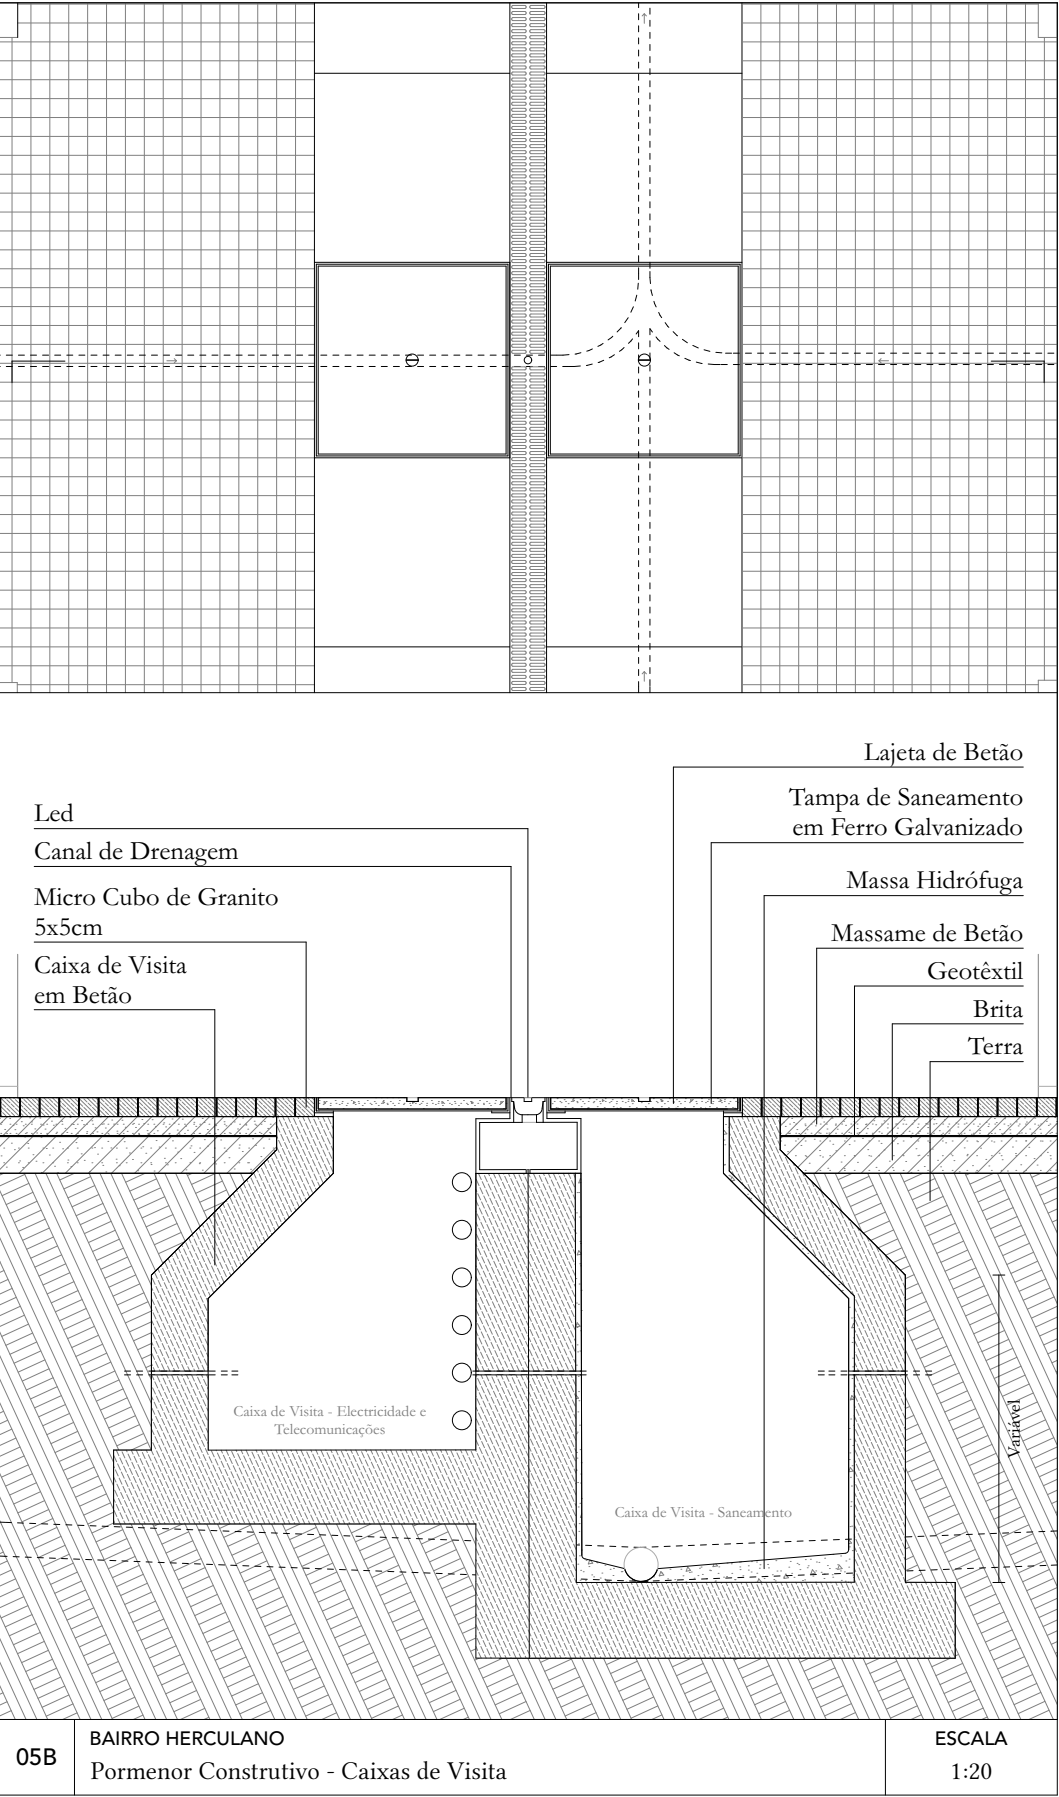 Led
Canal de Drenagem
Micro Cubo de Granito
5x5cm
Caixa de Visita
em Betão
Lajeta de Betão
Tampa de Saneamento
em Ferro Galvanizado
Massa Hidrófuga
Massame de Betão
Geotêxtil
Brita
Terra
Caixa de Visita - Electricidade e
Telecomunicações
Caixa de Visita - Saneamento
Variável
05B
BAIRRO HERCULANO
Pormenor Construtivo - Caixas de Visita
ESCALA
1:20